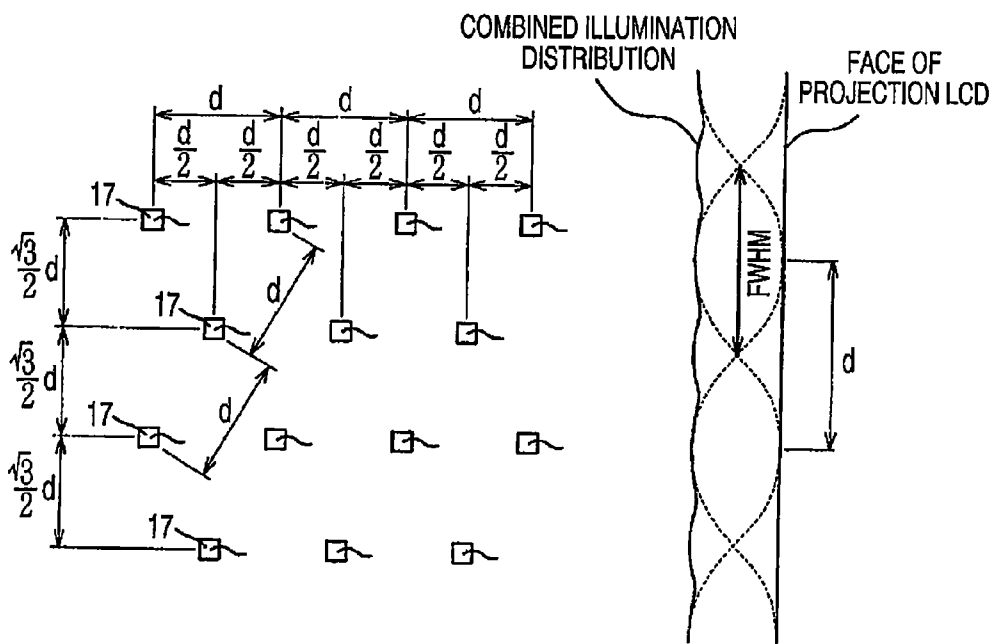 COMBINED ILLUMINATION
DISTRIBUTION
FACE OF
PROJECTION LCD
d d d
d/2 d/2 d/2 d/2 d/2 d/2
17
√3/2 d
d
17
FWHM
√3/2 d
d
d
17
√3/2 d
17